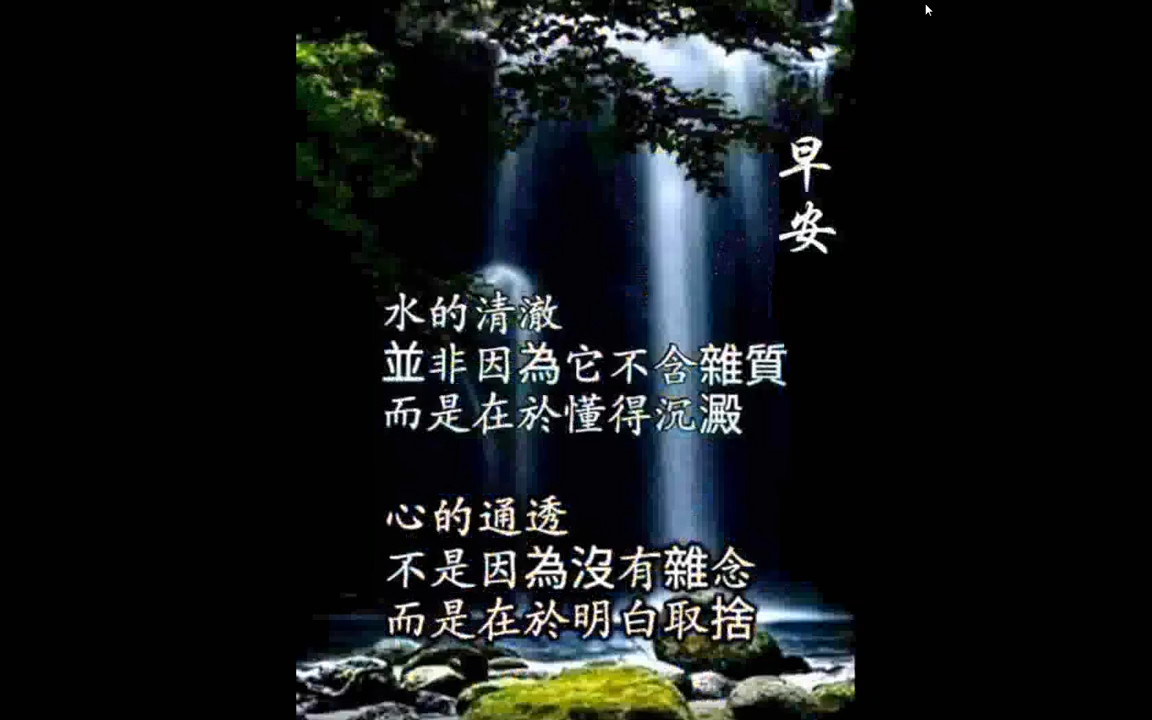 早安
水的清澈
並非因為它不含雜質
而是在於懂得沉澱
心的通透
不是因為沒有雜念
而是在於明白取捨